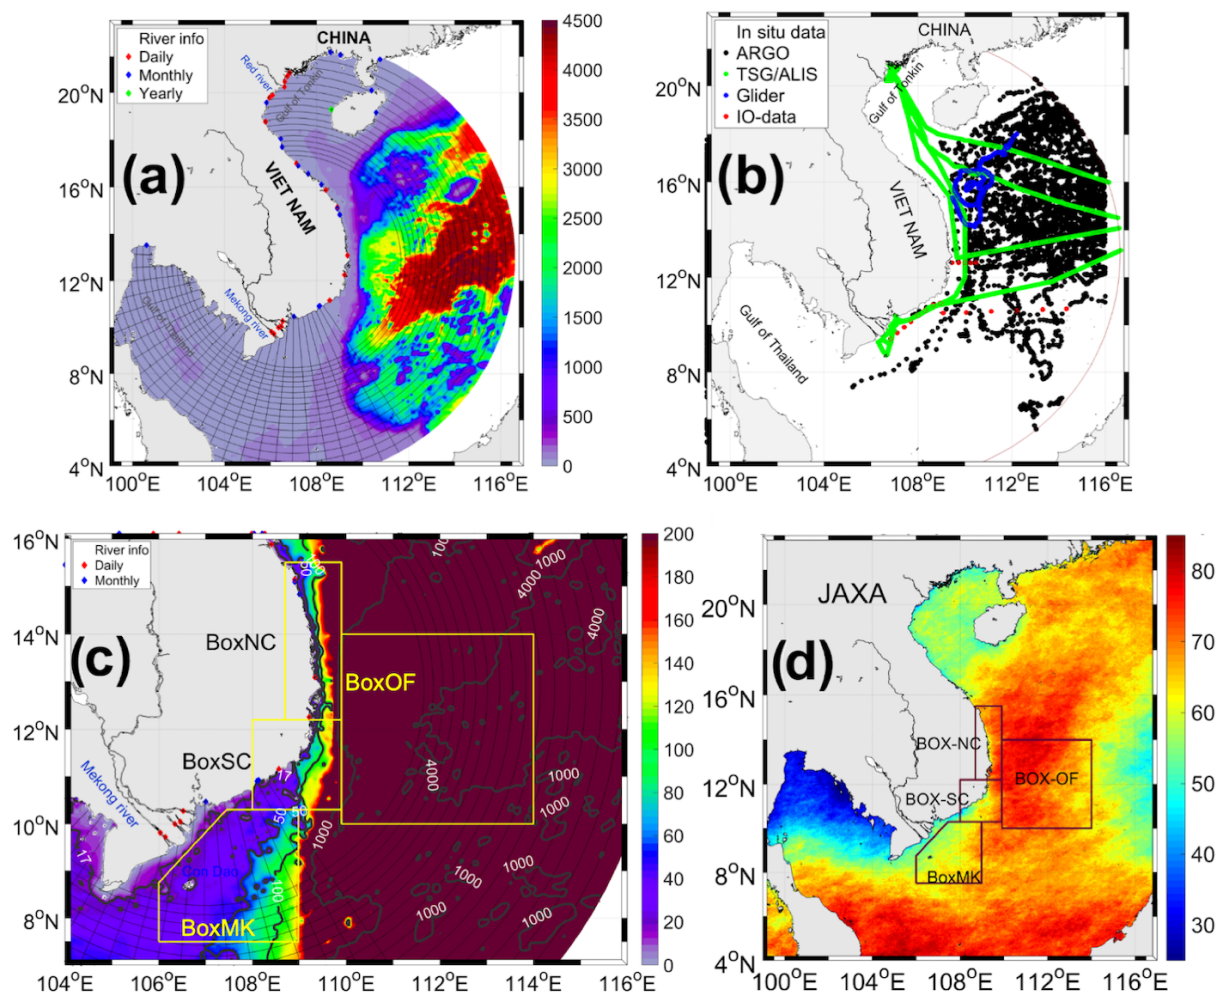 CHINA
River info
Daily
Monthly
Yearly
Red river
Gulf of Tonkin
(a)
VIET NAM
Mekong river
Gulf of Thailand
20°N
16°N
12°N
8°N
4°N
100°E 104°E 108°E 112°E 116°E
4500
4000
3500
3000
2500
2000
1500
1000
500
0
CHINA
In situ data
ARGO
TSG/ALIS
Glider
IO-data
Gulf of Tonkin
(b)
VIET NAM
Gulf of Thailand
20°N
16°N
12°N
8°N
4°N
100°E 104°E 108°E 112°E 116°E
River info
Daily
Monthly
BoxNC
(c)
BoxOF
BoxSC
Mekong river
Con Dao
BoxMK
17
17
50
50
100
1000
1000
4000
4000
4000
1000
1000
1000
1000
1000
1000
1000
16°N
14°N
12°N
10°N
8°N
104°E 106°E 108°E 110°E 112°E 114°E 116°E
200
180
160
140
120
100
80
60
40
20
0
JAXA
(d)
BOX-NC
BOX-OF
BOX-SC
BoxMK
20°N
16°N
12°N
8°N
4°N
100°E 104°E 108°E 112°E 116°E
80
70
60
50
40
30